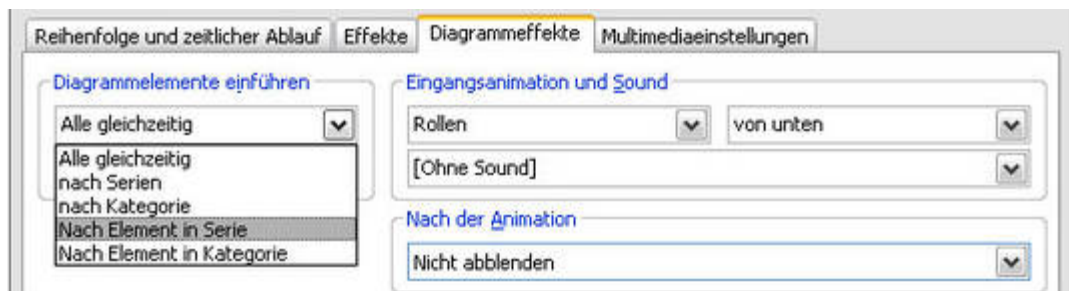 Reihenfolge und zeitlicher Ablauf Effekte Diagrammeffekte Multimediaeinstellungen
Diagrammelemente einführen
Alle gleichzeitig
Alle gleichzeitig
nach Serien
nach Kategorie
Nach Element in Serie
Nach Element in Kategorie
Eingangsanimation und Sound
Rollen von unten
[Ohne Sound]
Nach der Animation
Nicht abblenden